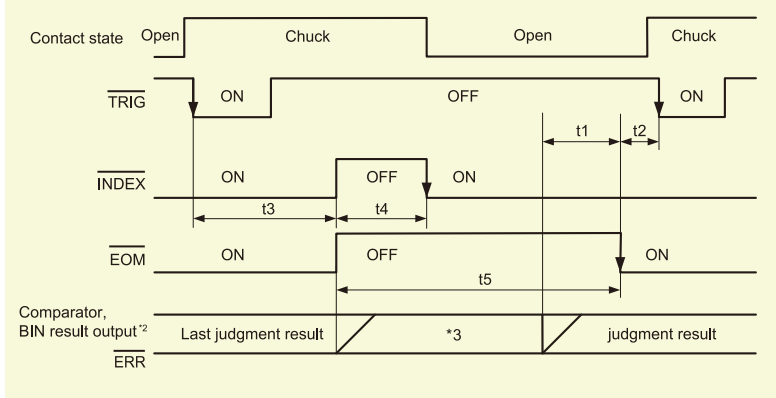 Contact state Open Chuck Open Chuck
TRIG ON OFF ON
t1 t2
INDEX ON OFF ON
t3 t4
EOM ON OFF ON
t5
Comparator,
BIN result output*2 Last judgment result *3 judgment result
ERR